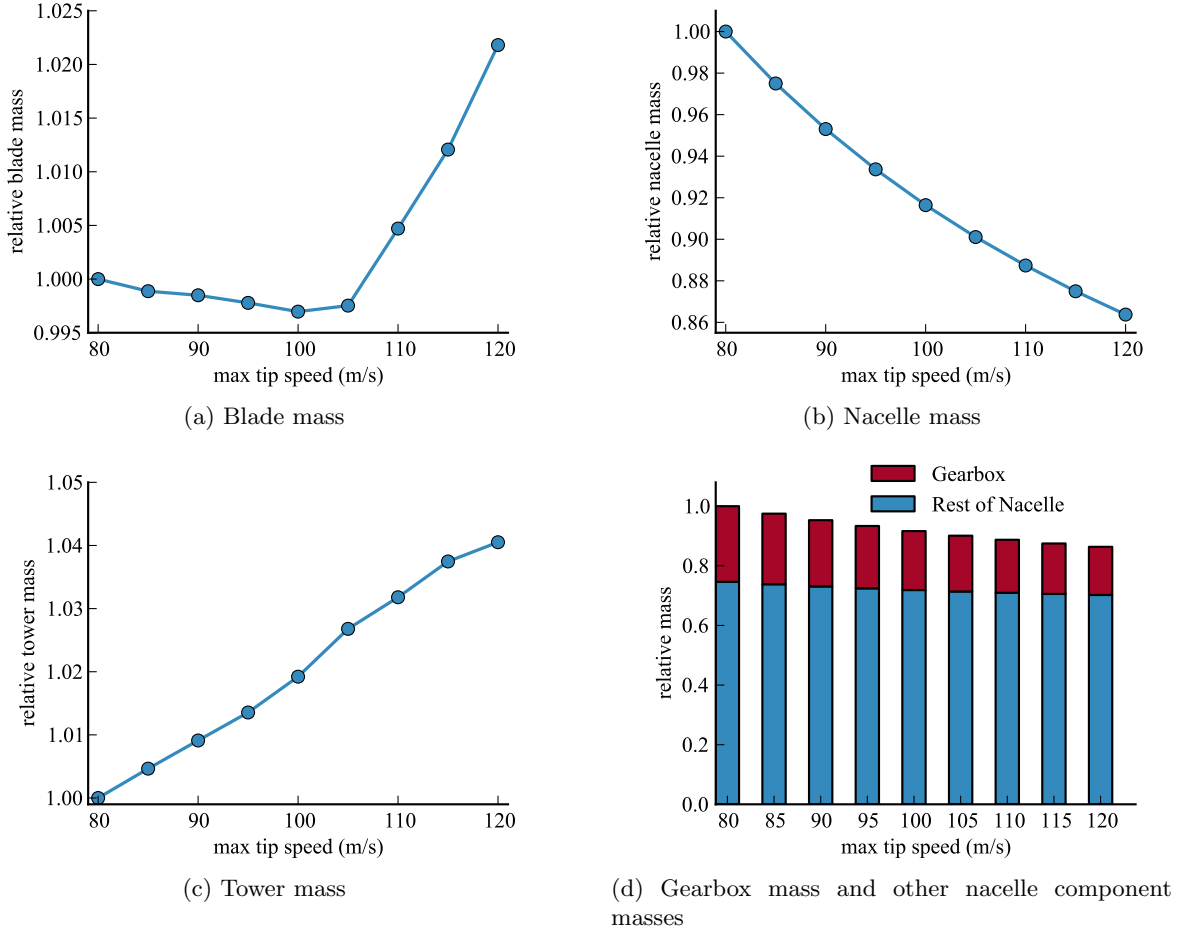 1.025
1.020
1.015
1.010
1.005
1.000
0.995
relative blade mass
80 90 100 110 120
max tip speed (m/s)
(a) Blade mass
1.00
0.98
0.96
0.94
0.92
0.90
0.88
0.86
relative nacelle mass
80 90 100 110 120
max tip speed (m/s)
(b) Nacelle mass
1.05
1.04
1.03
1.02
1.01
1.00
relative tower mass
80 90 100 110 120
max tip speed (m/s)
(c) Tower mass
Gearbox
Rest of Nacelle
1.0
0.8
0.6
0.4
0.2
0.0
relative mass
80 85 90 95 100 105 110 115 120
max tip speed (m/s)
(d) Gearbox mass and other nacelle component
masses